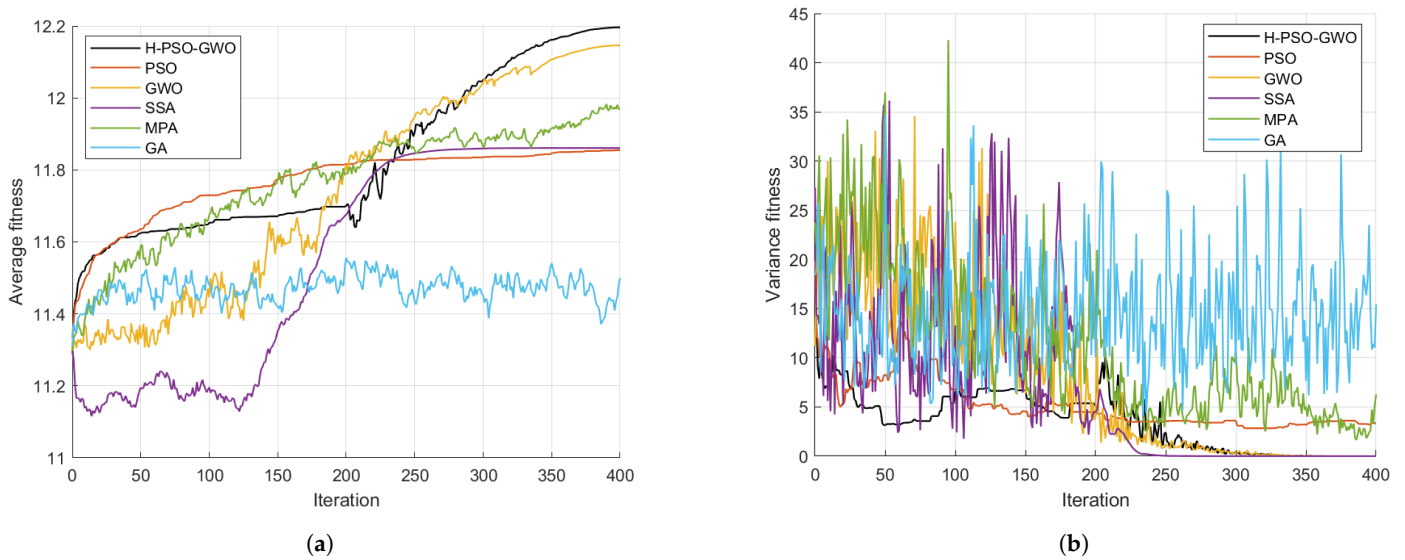 12.2
12
11.8
11.6
11.4
11.2
11
Average fitness
H-PSO-GWO
PSO
GWO
SSA
MPA
GA
0 50 100 150 200 250 300 350 400
Iteration
(a)
45
40
35
30
25
20
15
10
5
0
Variance fitness
H-PSO-GWO
PSO
GWO
SSA
MPA
GA
0 50 100 150 200 250 300 350 400
Iteration
(b)